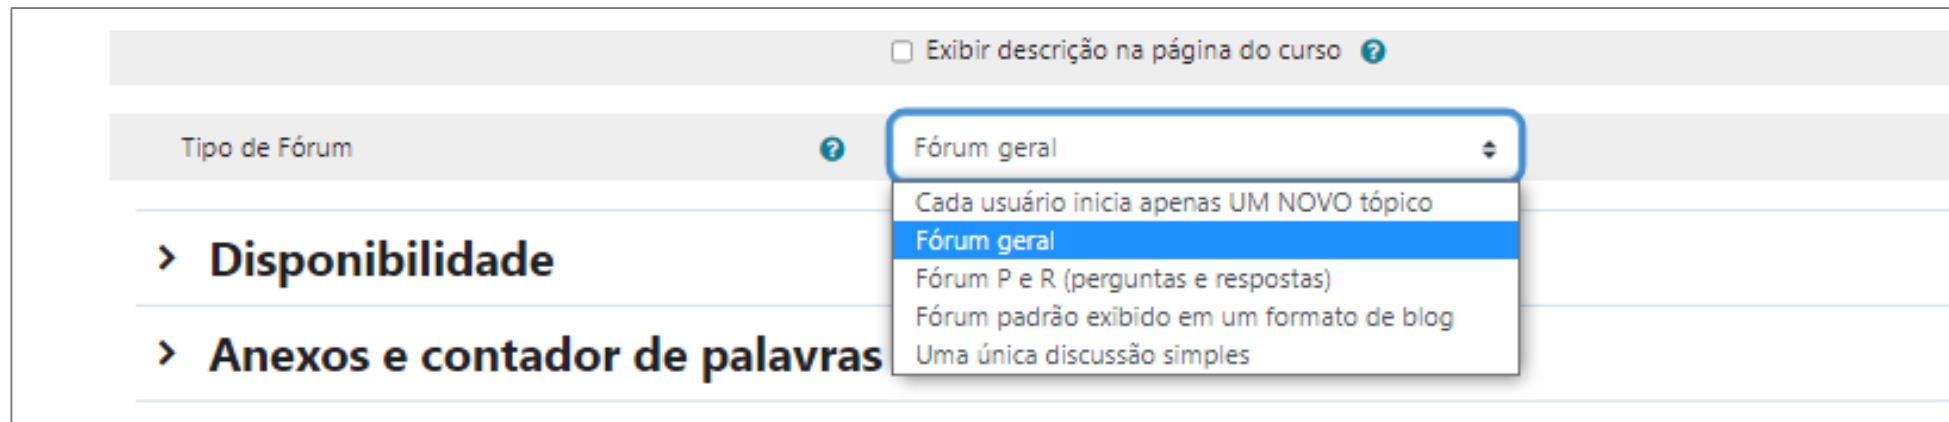 Exibir descrição na página do curso
Tipo de Fórum
Fórum geral
Cada usuário inicia apenas UM NOVO tópico
Fórum geral
Fórum P e R (perguntas e respostas)
Fórum padrão exibido em um formato de blog
Uma única discussão simples
Disponibilidade
Anexos e contador de palavras